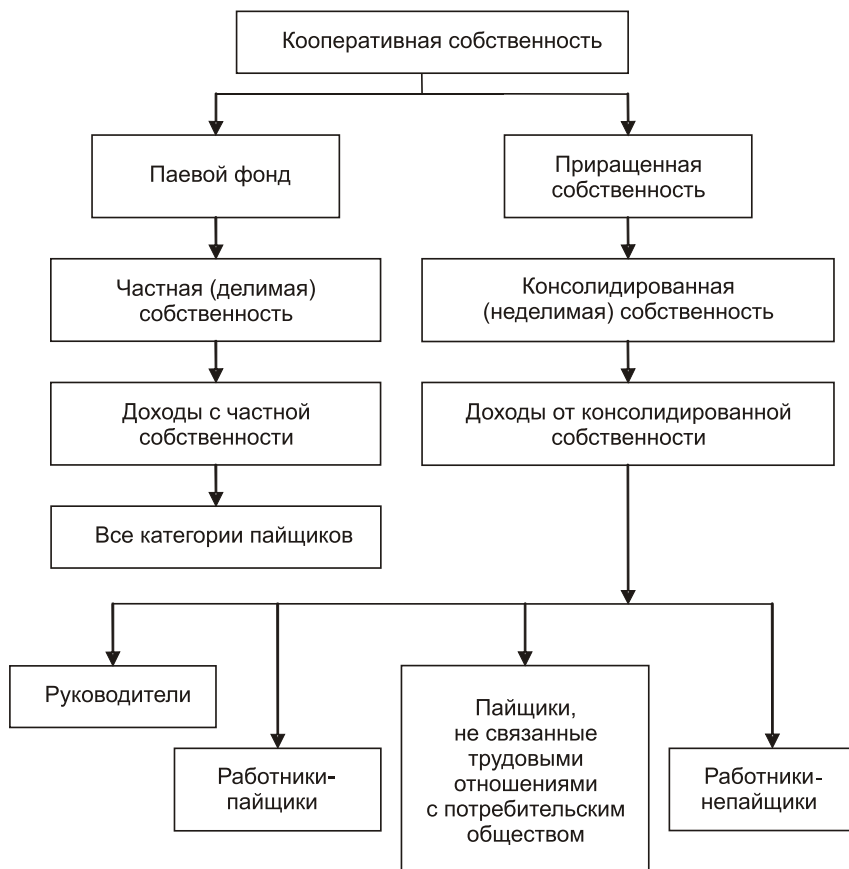 Кооперативная собственность
Паевой фонд
Приращенная
собственность
Частная (делимая)
собственность
Консолидированная
(неделимая) собственность
Доходы с частной
собственности
Доходы от консолидированной
собственности
Все категории пайщиков
Руководители
Работники-
пайщики
Пайщики,
не связанные
трудовыми
отношениями
с потребительским
обществом
Работники-
непайщики